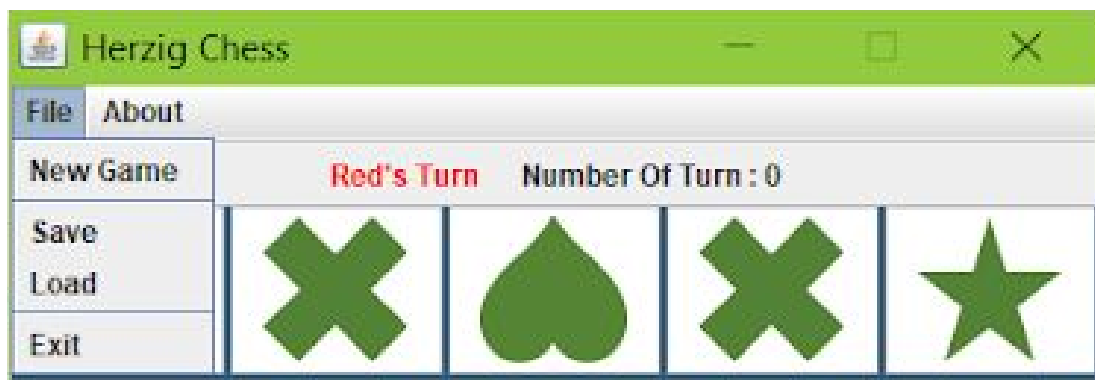 Herzig Chess
File About
New Game
Red's Turn Number Of Turn : 0
Save
Load
Exit